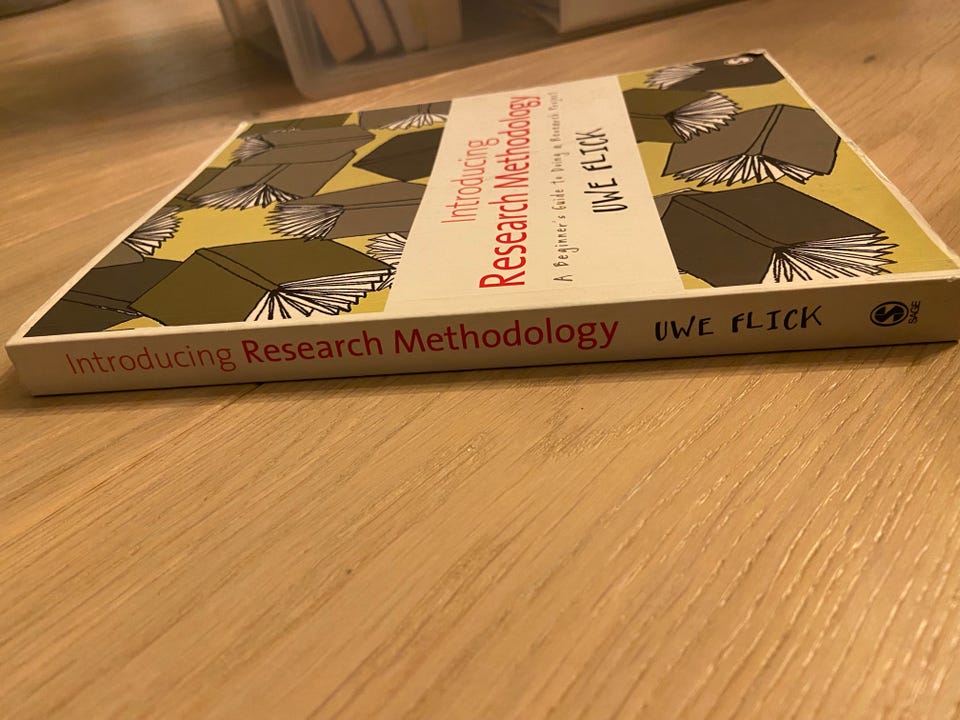 Introducing
Research Methodology
A Beginner's Guide to Doing a Research Project
UWE FLICK
Introducing Research Methodology UWE FLICK SAGE